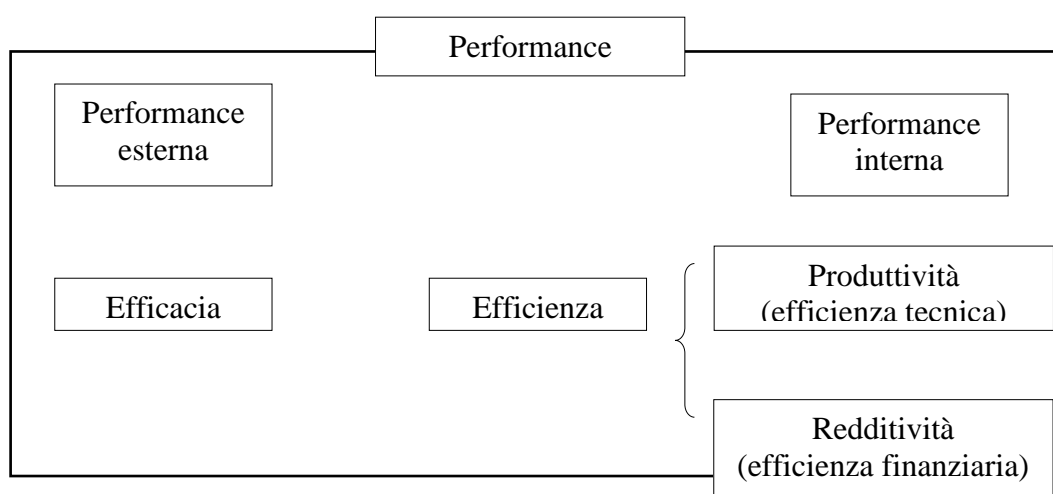 Performance
Performance
esterna
Performance
interna
Efficacia
Efficienza
Produttività
(efficienza tecnica)
Redditività
(efficienza finanziaria)